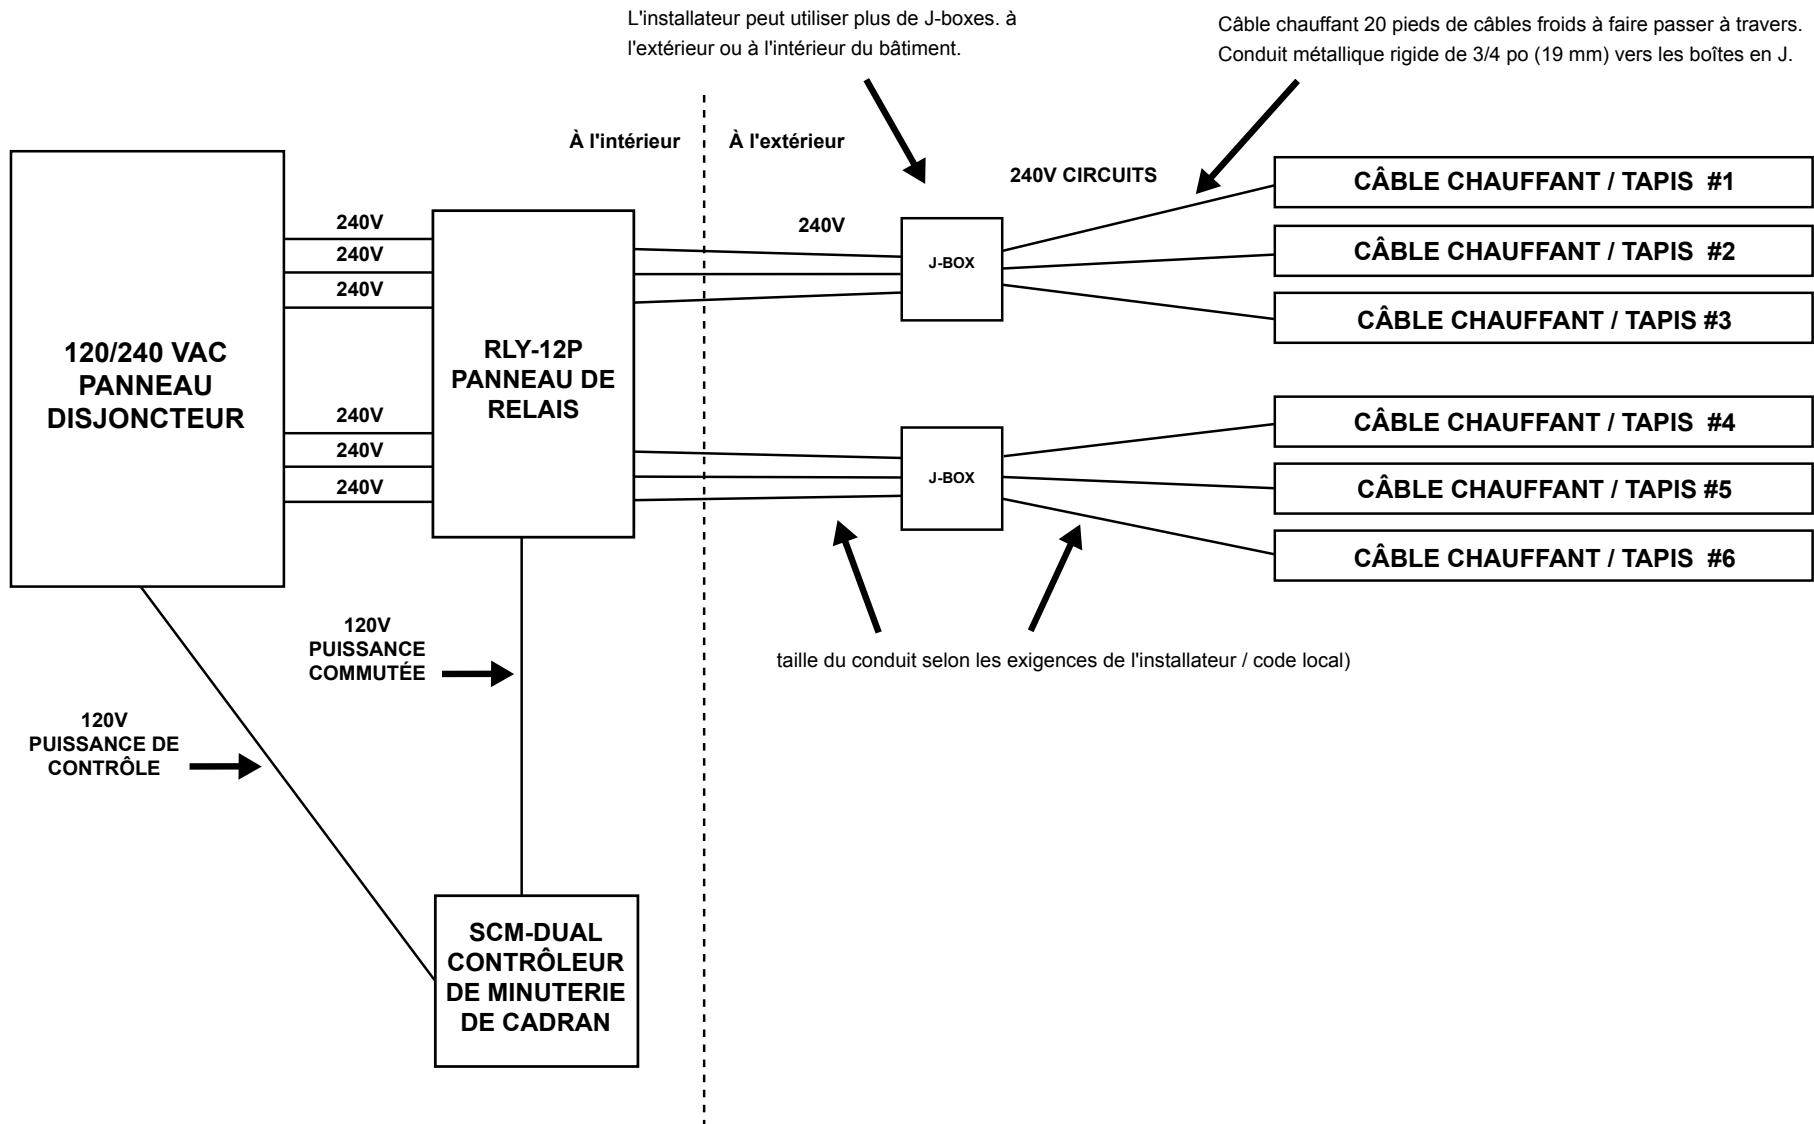 L'installateur peut utiliser plus de J-boxes. à
l'extérieur ou à l'intérieur du bâtiment.
Câble chauffant 20 pieds de câbles froids à faire passer à travers.
Conduit métallique rigide de 3/4 po (19 mm) vers les boîtes en J.
À l'intérieur
À l'extérieur
240V CIRCUITS
120/240 VAC
PANNEAU
DISJONCTEUR
240V
240V
240V
240V
240V
240V
RLY-12P
PANNEAU DE
RELAIS
240V
J-BOX
J-BOX
CÂBLE CHAUFFANT / TAPIS #1
CÂBLE CHAUFFANT / TAPIS #2
CÂBLE CHAUFFANT / TAPIS #3
CÂBLE CHAUFFANT / TAPIS #4
CÂBLE CHAUFFANT / TAPIS #5
CÂBLE CHAUFFANT / TAPIS #6
120V
PUISSANCE
COMMUTÉE
taille du conduit selon les exigences de l'installateur / code local)
120V
PUISSANCE DE
CONTRÔLE
SCM-DUAL
CONTRÔLEUR
DE MINUTERIE
DE CADRAN